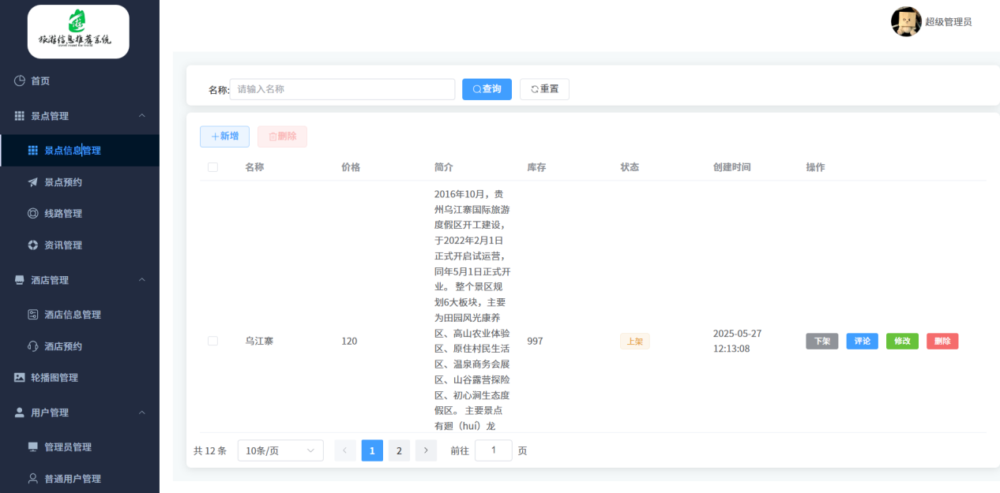 旅游信息推荐系统
travel round the world
首页
景点管理
景点信息管理
景点预约
线路管理
资讯管理
酒店管理
酒店信息管理
酒店预约
轮播图管理
用户管理
管理员管理
普通用户管理
超级管理员
名称: 请输入名称 查询 重置
新增 删除
名称 价格 简介 库存 状态 创建时间 操作
2016年10月，贵
州乌江寨国际旅游
度假区开工建设，
于2022年2月1日
正式开启试运营，
同年5月1日正式开
业。 整个景区规
划6大板块，主要
为田园风光康养
区、高山农业体验
区、原住村民生活
区、温泉商务会展
区、山谷露营探险
区、初心涧生态度
假区。 主要景点
有廻（huí）龙
乌江寨 120 997 上架 2025-05-27
12:13:08
下架 评论 修改 删除
共 12 条 10条/页 1 2 前往 1 页